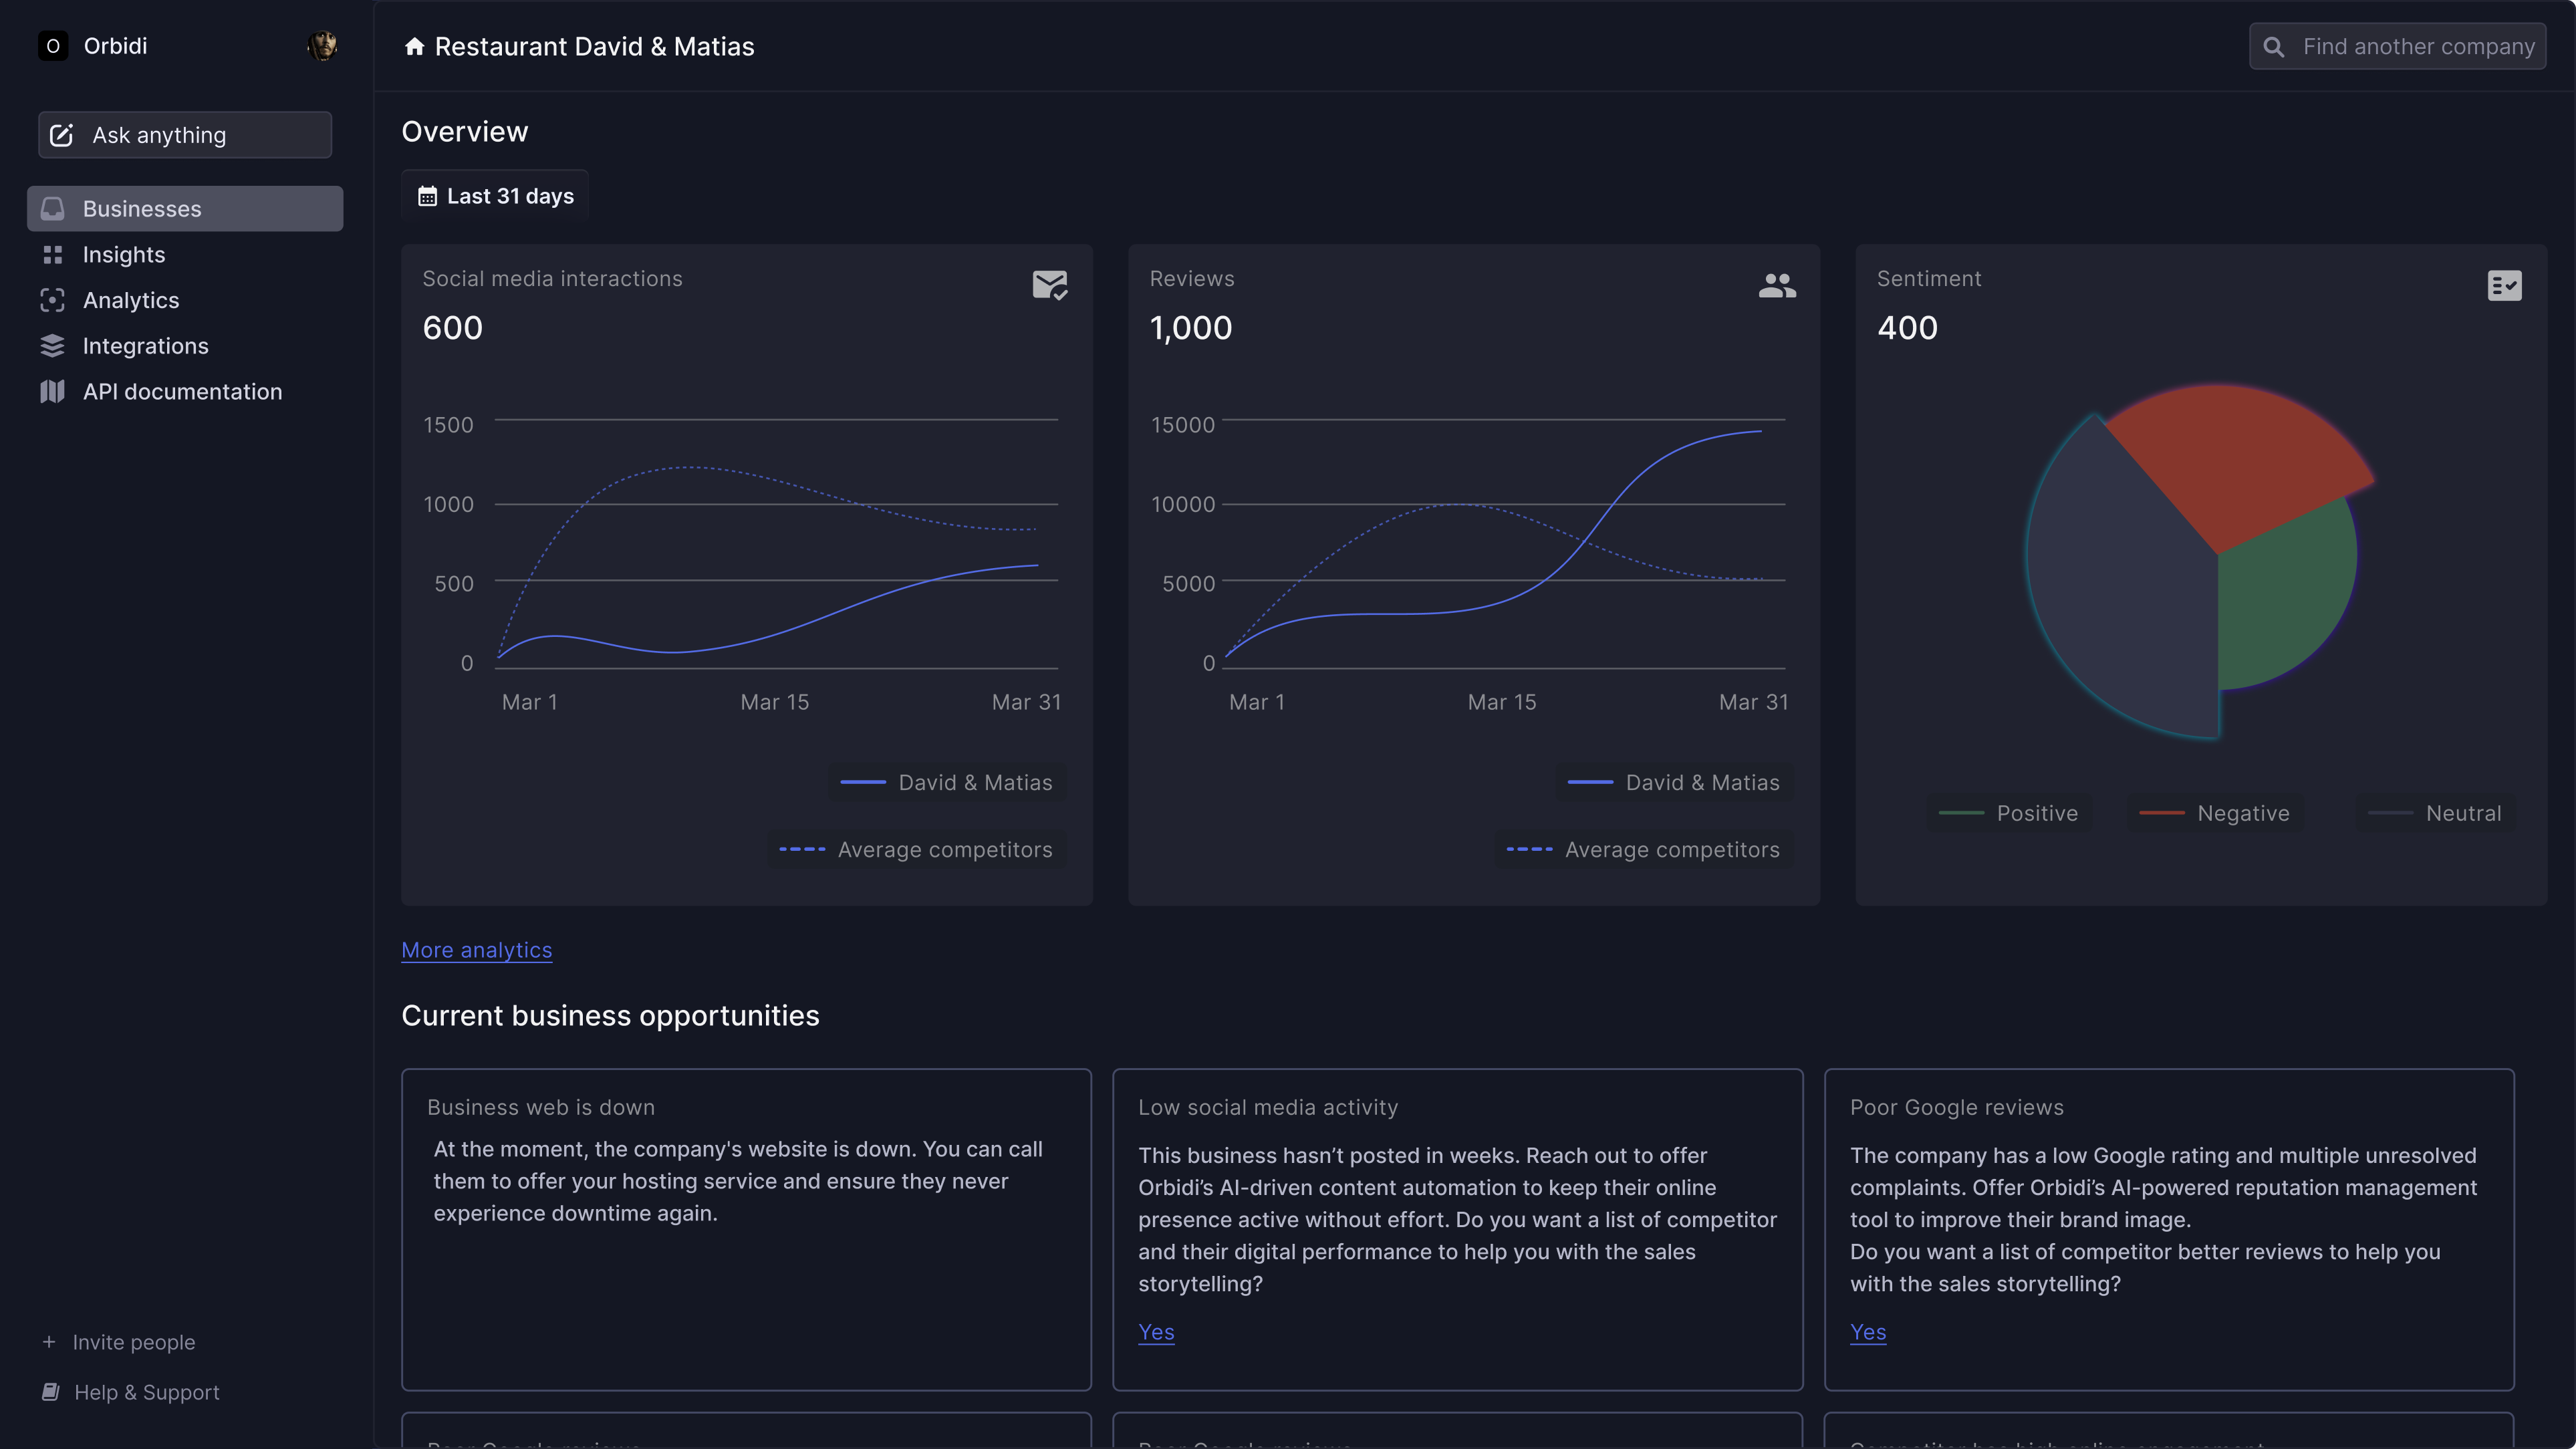 O Orbidi
Ask anything
Businesses
Insights
Analytics
Integrations
API documentation
+ Invite people
Help & Support
Restaurant David & Matias
Find another company
Overview
Last 31 days
Social media interactions
600
1500
1000
500
0
Mar 1 Mar 15 Mar 31
David & Matias
Average competitors
Reviews
1,000
15000
10000
5000
0
Mar 1 Mar 15 Mar 31
David & Matias
Average competitors
Sentiment
400
Positive Negative Neutral
More analytics
Current business opportunities
Business web is down
At the moment, the company's website is down. You can call
them to offer your hosting service and ensure they never
experience downtime again.
Low social media activity
This business hasn’t posted in weeks. Reach out to offer
Orbidi’s AI-driven content automation to keep their online
presence active without effort. Do you want a list of competitor
and their digital performance to help you with the sales
storytelling?
Yes
Poor Google reviews
The company has a low Google rating and multiple unresolved
complaints. Offer Orbidi’s AI-powered reputation management
tool to improve their brand image.
Do you want a list of competitor better reviews to help you
with the sales storytelling?
Yes